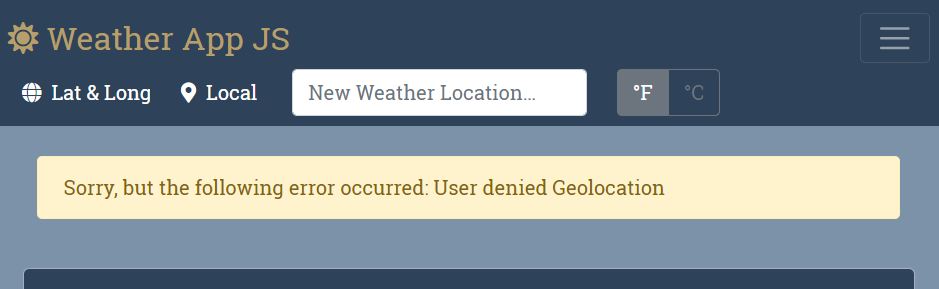 Weather App JS
Lat & Long Local New Weather Location... °F °C
Sorry, but the following error occurred: User denied Geolocation